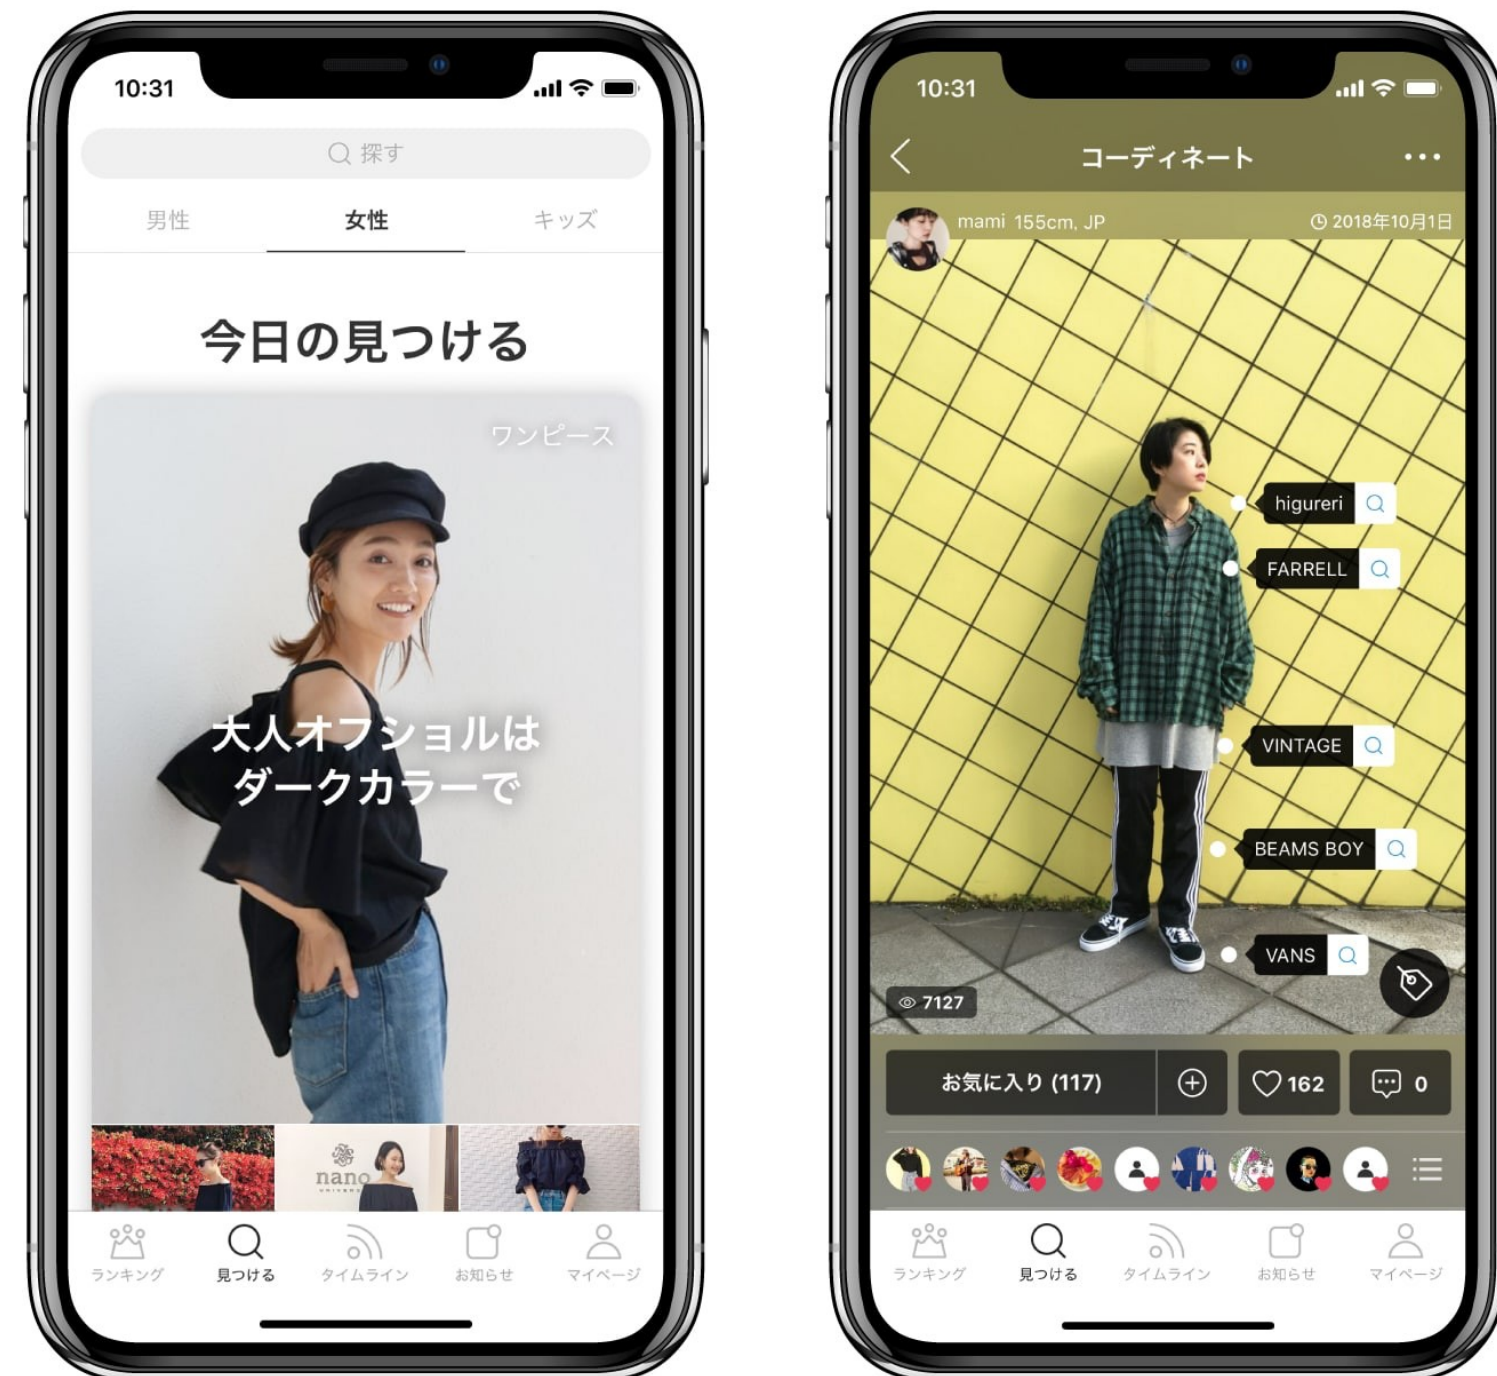 10:31
探す
男性
女性
キッズ
今日の見つける
ワンピース
大人オフショルは
ダークカラーで
nano
UNIVERSE
ランキング
見つける
タイムライン
お知らせ
マイページ
10:31
コーディネート
mami 155cm, JP
2018年10月1日
higureri
FARRELL
VINTAGE
BEAMS BOY
VANS
7127
お気に入り (117)
162
0
ランキング
見つける
タイムライン
お知らせ
マイページ